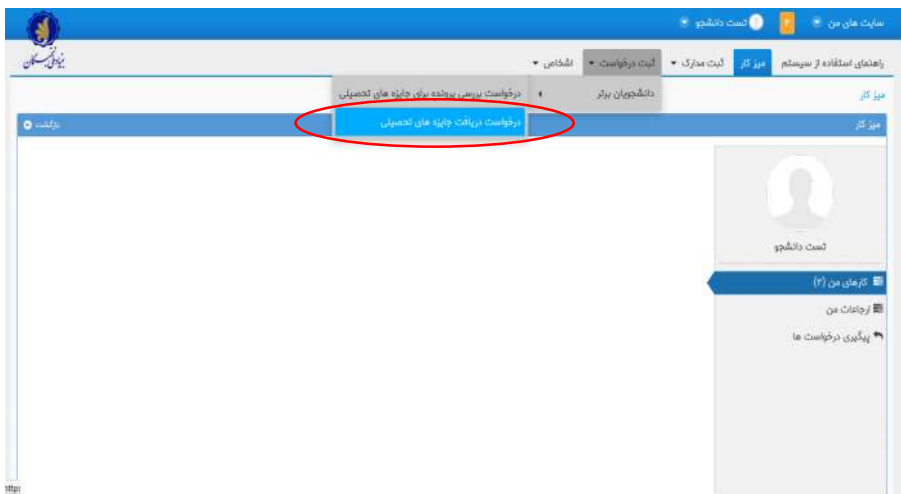 سایت های من
۲
تست دانشجو
بنیاد ملی نخبگان
راهنمای استفاده از سیستم
میز کار
ثبت مدارک
ثبت درخواست
اشخاص
دانشجویان برتر
درخواست بررسی پرونده برای جایزه های تحصیلی
درخواست دریافت جایزه های تحصیلی
میز کار
میز کار
بازگشت
تست دانشجو
کارهای من (۲)
ارجاعات من
پیگیری درخواست ها
http: